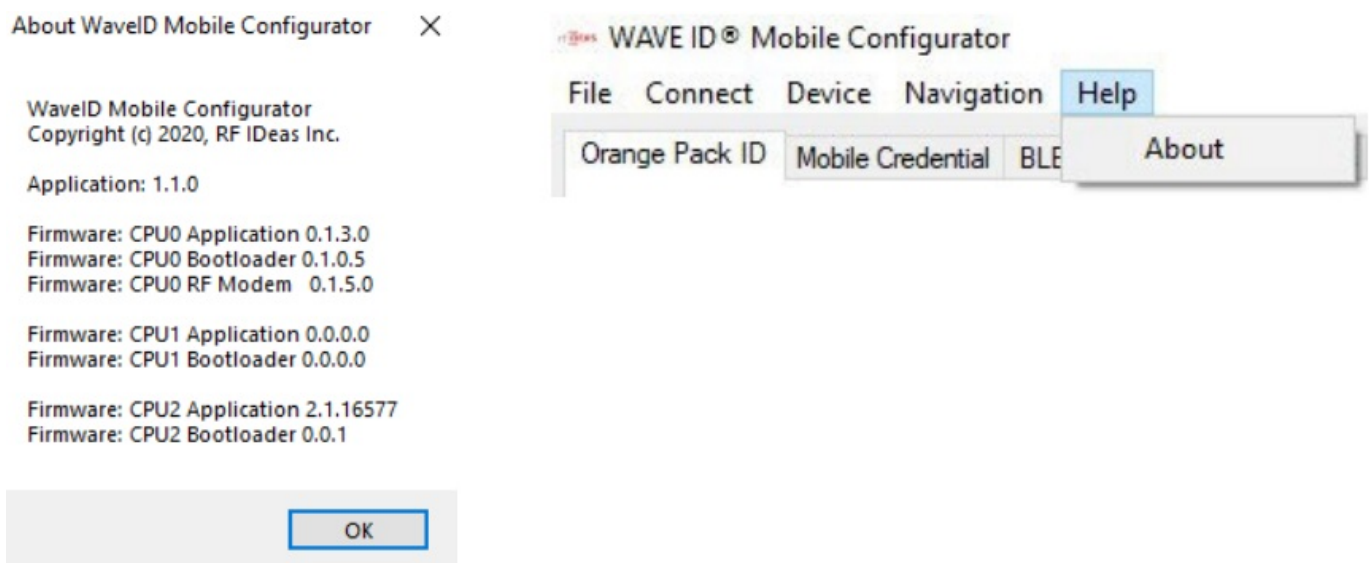 About WaveID Mobile Configurator
WaveID Mobile Configurator
Copyright (c) 2020, RF IDeas Inc.
Application: 1.1.0
Firmware: CPU0 Application 0.1.3.0
Firmware: CPU0 Bootloader 0.1.0.5
Firmware: CPU0 RF Modem 0.1.5.0
Firmware: CPU1 Application 0.0.0.0
Firmware: CPU1 Bootloader 0.0.0.0
Firmware: CPU2 Application 2.1.16577
Firmware: CPU2 Bootloader 0.0.1
OK
WAVE ID® Mobile Configurator
File Connect Device Navigation Help
Orange Pack ID Mobile Credential BLE
About